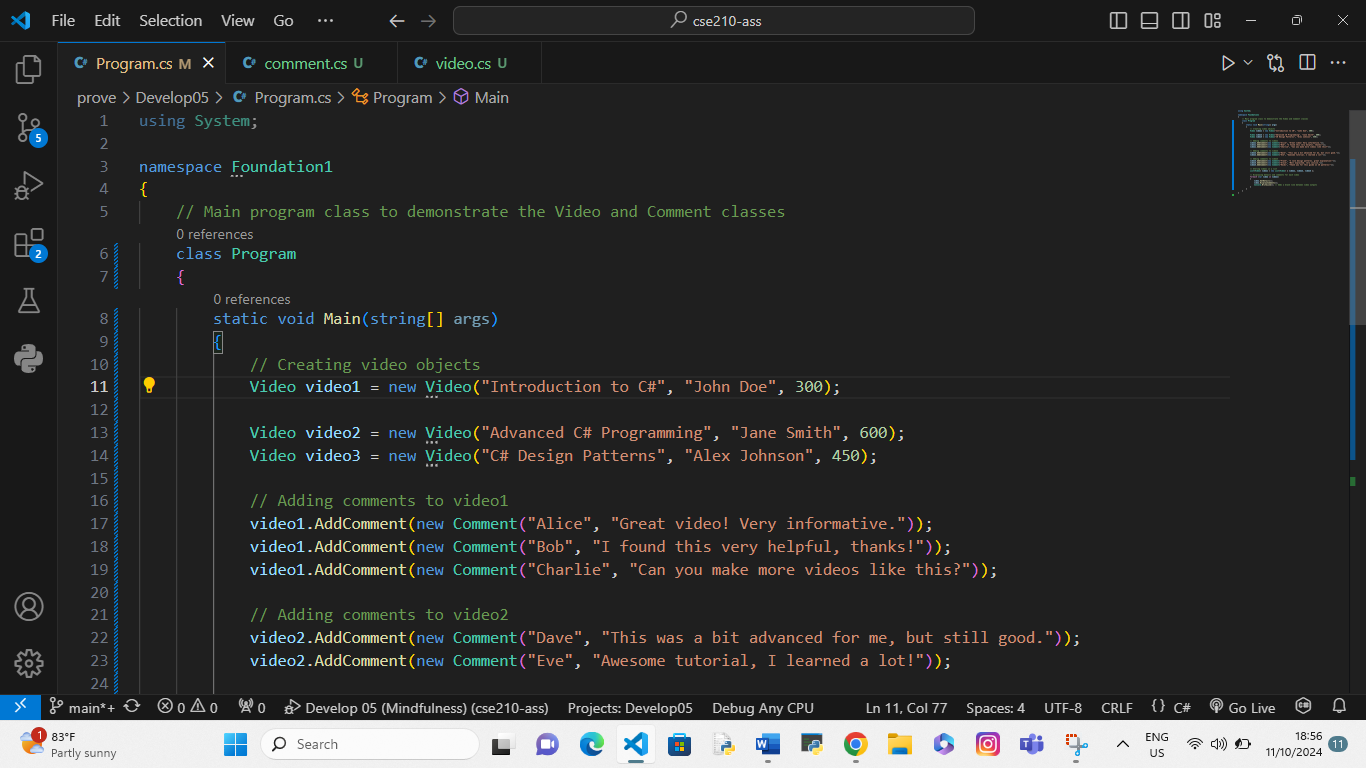 File Edit Selection View Go ··· cse210-ass
Program.cs M comment.cs U video.cs U
prove > Develop05 > Program.cs > Program > Main
1 using System;
2
3 namespace Foundation1
4 {
5 // Main program class to demonstrate the Video and Comment classes
0 references
6 class Program
7 {
0 references
8 static void Main(string[] args)
9 {
10 // Creating video objects
11 Video video1 = new Video("Introduction to C#", "John Doe", 300);
12
13 Video video2 = new Video("Advanced C# Programming", "Jane Smith", 600);
14 Video video3 = new Video("C# Design Patterns", "Alex Johnson", 450);
15
16 // Adding comments to video1
17 video1.AddComment(new Comment("Alice", "Great video! Very informative."));
18 video1.AddComment(new Comment("Bob", "I found this very helpful, thanks!"));
19 video1.AddComment(new Comment("Charlie", "Can you make more videos like this?"));
20
21 // Adding comments to video2
22 video2.AddComment(new Comment("Dave", "This was a bit advanced for me, but still good."));
23 video2.AddComment(new Comment("Eve", "Awesome tutorial, I learned a lot!"));
24
5
2
main*+ 0 0 0 Develop 05 (Mindfulness) (cse210-ass) Projects: Develop05 Debug Any CPU Ln 11, Col 77 Spaces: 4 UTF-8 CRLF {} C# Go Live
1 83°F
Partly sunny
Search
ENG
US
18:56
11/10/2024
11